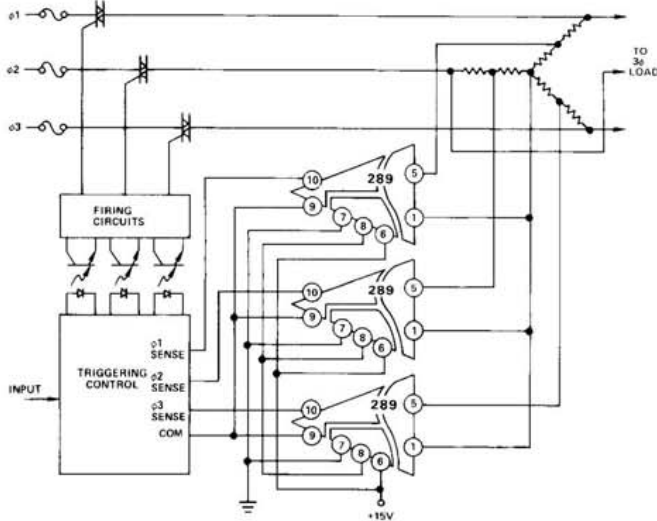 φ1
φ2
φ3
TO
3φ
LOAD
FIRING
CIRCUITS
10
289
5
9
7
8
6
1
10
289
5
9
7
8
6
1
10
289
5
9
7
8
6
1
INPUT
TRIGGERING
CONTROL
φ1
SENSE
φ2
SENSE
φ3
SENSE
COM
+15V